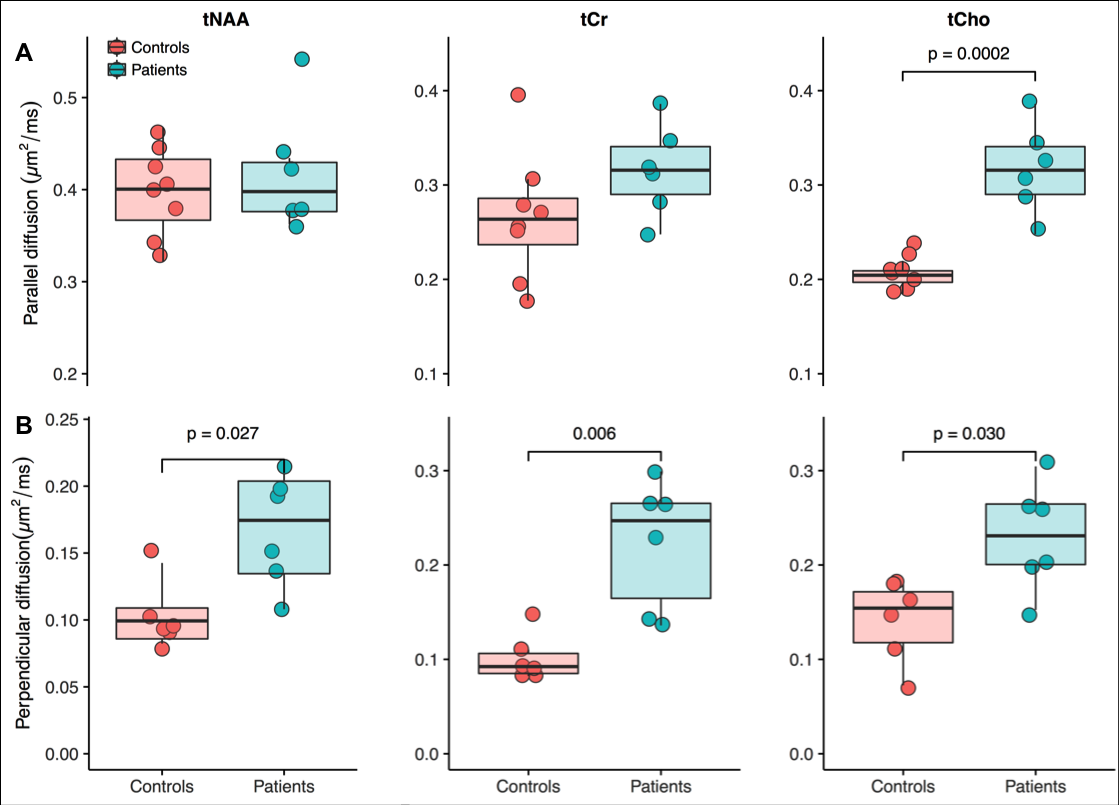 tNAA tCr tCho
A
Controls
Patients
p = 0.0002
Parallel diffusion (μm²/ms)
0.5
0.4
0.3
0.2
0.4
0.3
0.2
0.1
0.4
0.3
0.2
0.1
B
p = 0.027
0.006
p = 0.030
Perpendicular diffusion(μm²/ms)
0.25
0.20
0.15
0.10
0.05
0.00
0.3
0.2
0.1
0.0
0.3
0.2
0.1
0.0
Controls Patients Controls Patients Controls Patients